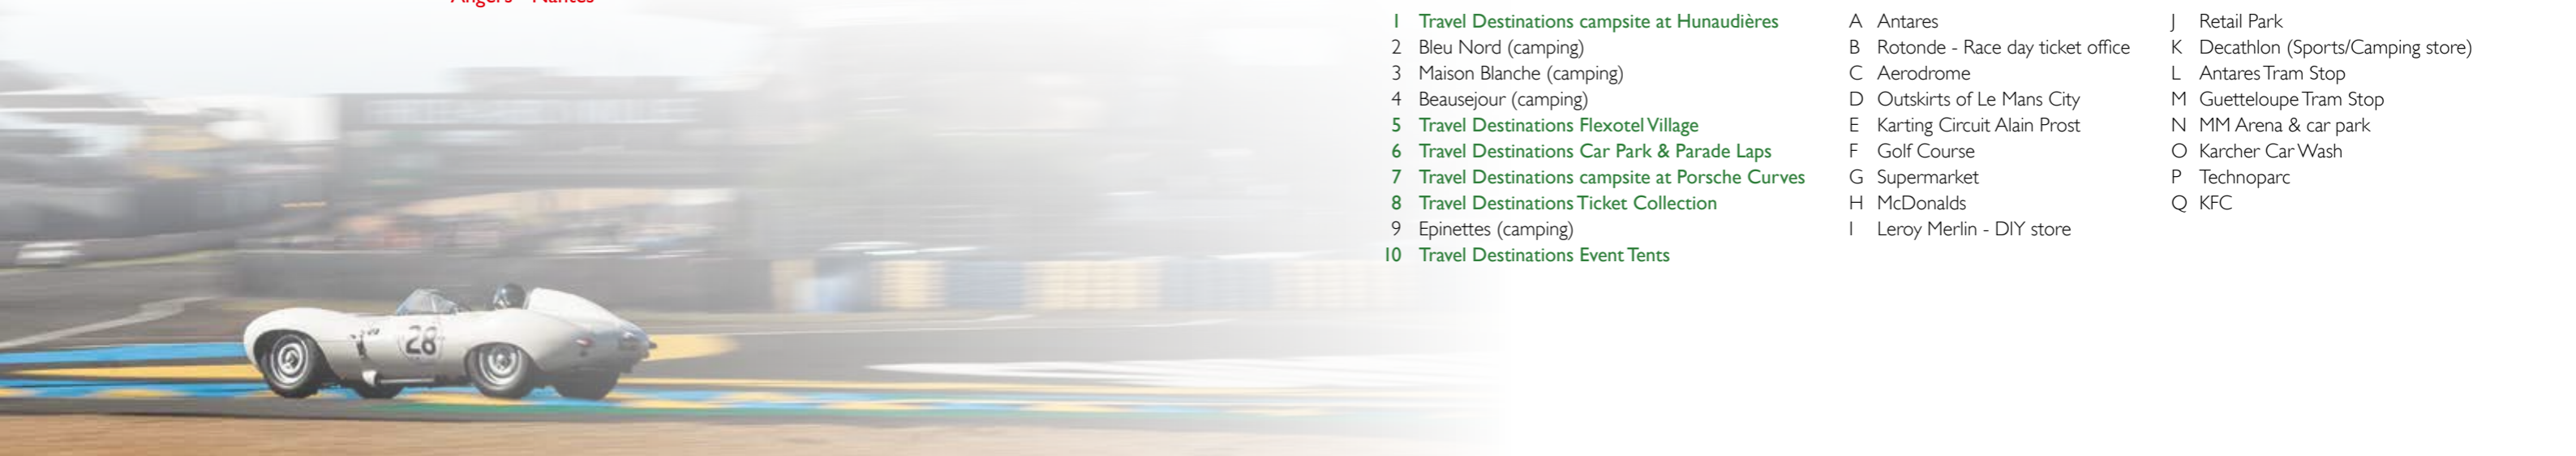 Angers - Nantes
1 Travel Destinations campsite at Hunaudières
2 Bleu Nord (camping)
3 Maison Blanche (camping)
4 Beausejour (camping)
5 Travel Destinations Flexotel Village
6 Travel Destinations Car Park & Parade Laps
7 Travel Destinations campsite at Porsche Curves
8 Travel Destinations Ticket Collection
9 Epinettes (camping)
10 Travel Destinations Event Tents
A Antares
B Rotonde - Race day ticket office
C Aerodrome
D Outskirts of Le Mans City
E Karting Circuit Alain Prost
F Golf Course
G Supermarket
H McDonalds
I Leroy Merlin - DIY store
J Retail Park
K Decathlon (Sports/Camping store)
L Antares Tram Stop
M Guetteloupe Tram Stop
N MM Arena & car park
O Karcher Car Wash
P Technoparc
Q KFC
28